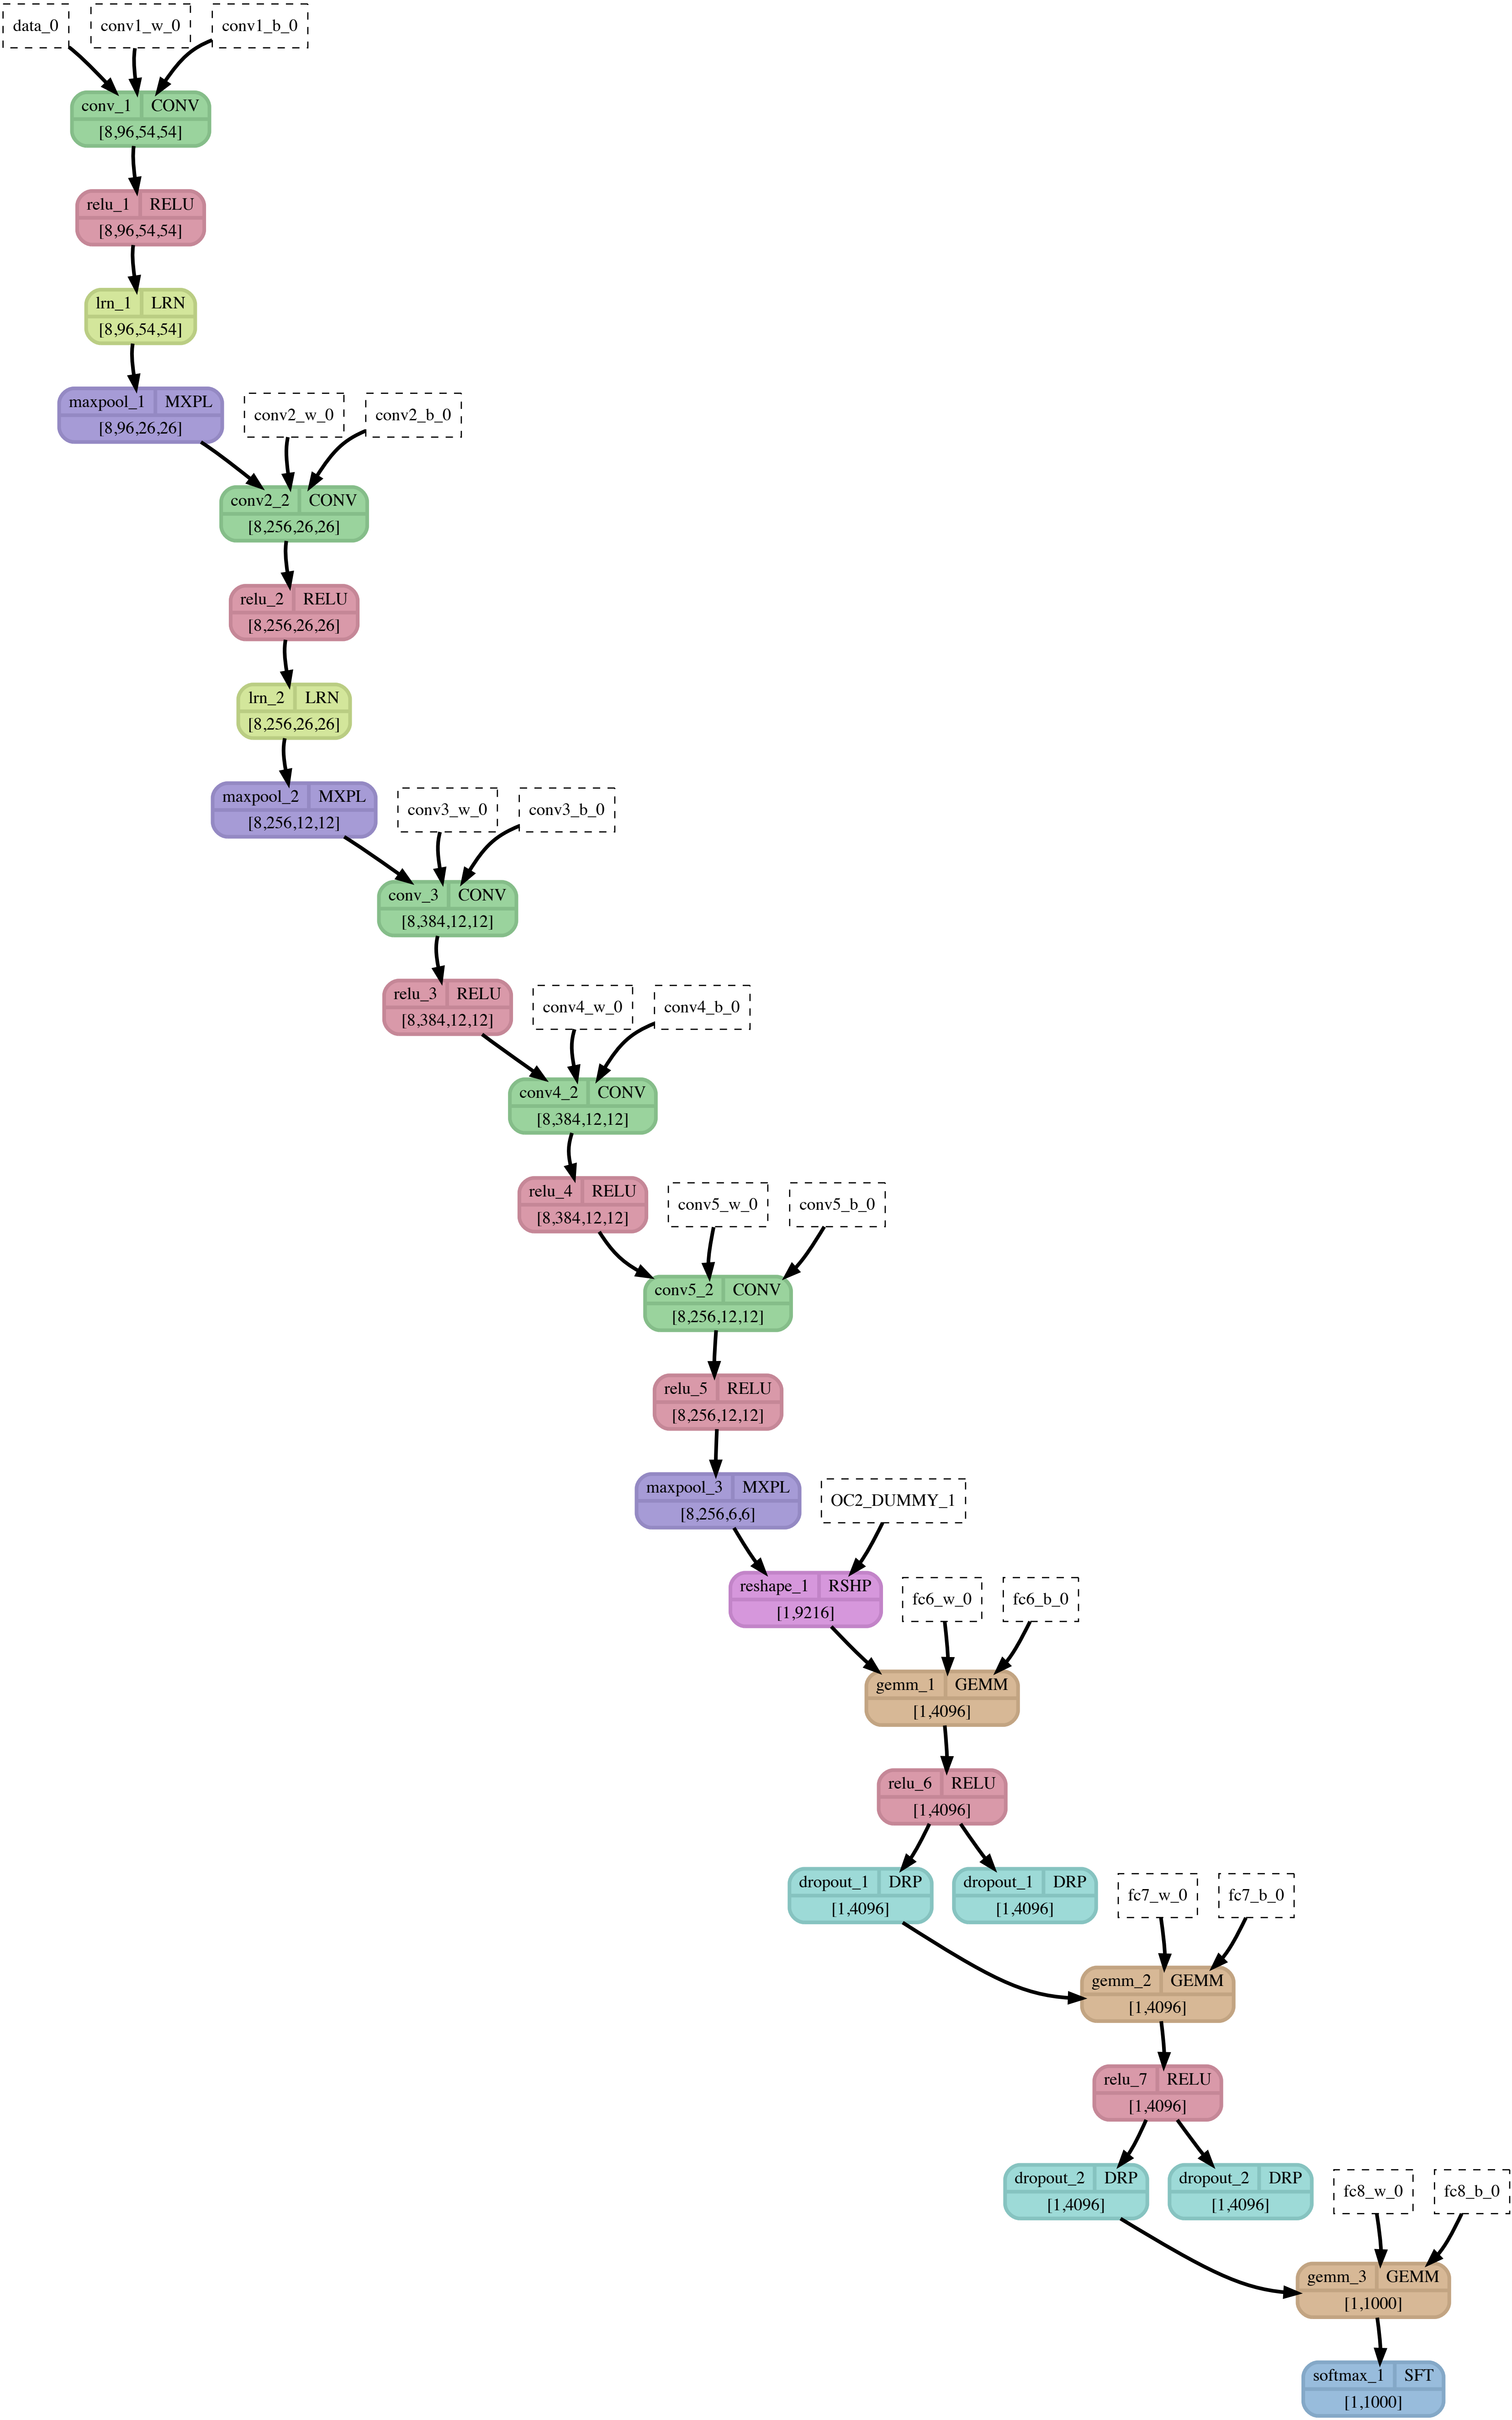 data_0 conv1_w_0 conv1_b_0
conv_1 CONV
[8,96,54,54]
relu_1 RELU
[8,96,54,54]
lrn_1 LRN
[8,96,54,54]
maxpool_1 MXPL
[8,96,26,26]
conv2_w_0 conv2_b_0
conv2_2 CONV
[8,256,26,26]
relu_2 RELU
[8,256,26,26]
lrn_2 LRN
[8,256,26,26]
maxpool_2 MXPL
[8,256,12,12]
conv3_w_0 conv3_b_0
conv_3 CONV
[8,384,12,12]
relu_3 RELU
[8,384,12,12]
conv4_w_0 conv4_b_0
conv4_2 CONV
[8,384,12,12]
relu_4 RELU
[8,384,12,12]
conv5_w_0 conv5_b_0
conv5_2 CONV
[8,256,12,12]
relu_5 RELU
[8,256,12,12]
maxpool_3 MXPL
[8,256,6,6]
OC2_DUMMY_1
reshape_1 RSHP
[1,9216]
fc6_w_0 fc6_b_0
gemm_1 GEMM
[1,4096]
relu_6 RELU
[1,4096]
dropout_1 DRP
[1,4096]
dropout_1 DRP
[1,4096]
fc7_w_0 fc7_b_0
gemm_2 GEMM
[1,4096]
relu_7 RELU
[1,4096]
dropout_2 DRP
[1,4096]
dropout_2 DRP
[1,4096]
fc8_w_0 fc8_b_0
gemm_3 GEMM
[1,1000]
softmax_1 SFT
[1,1000]